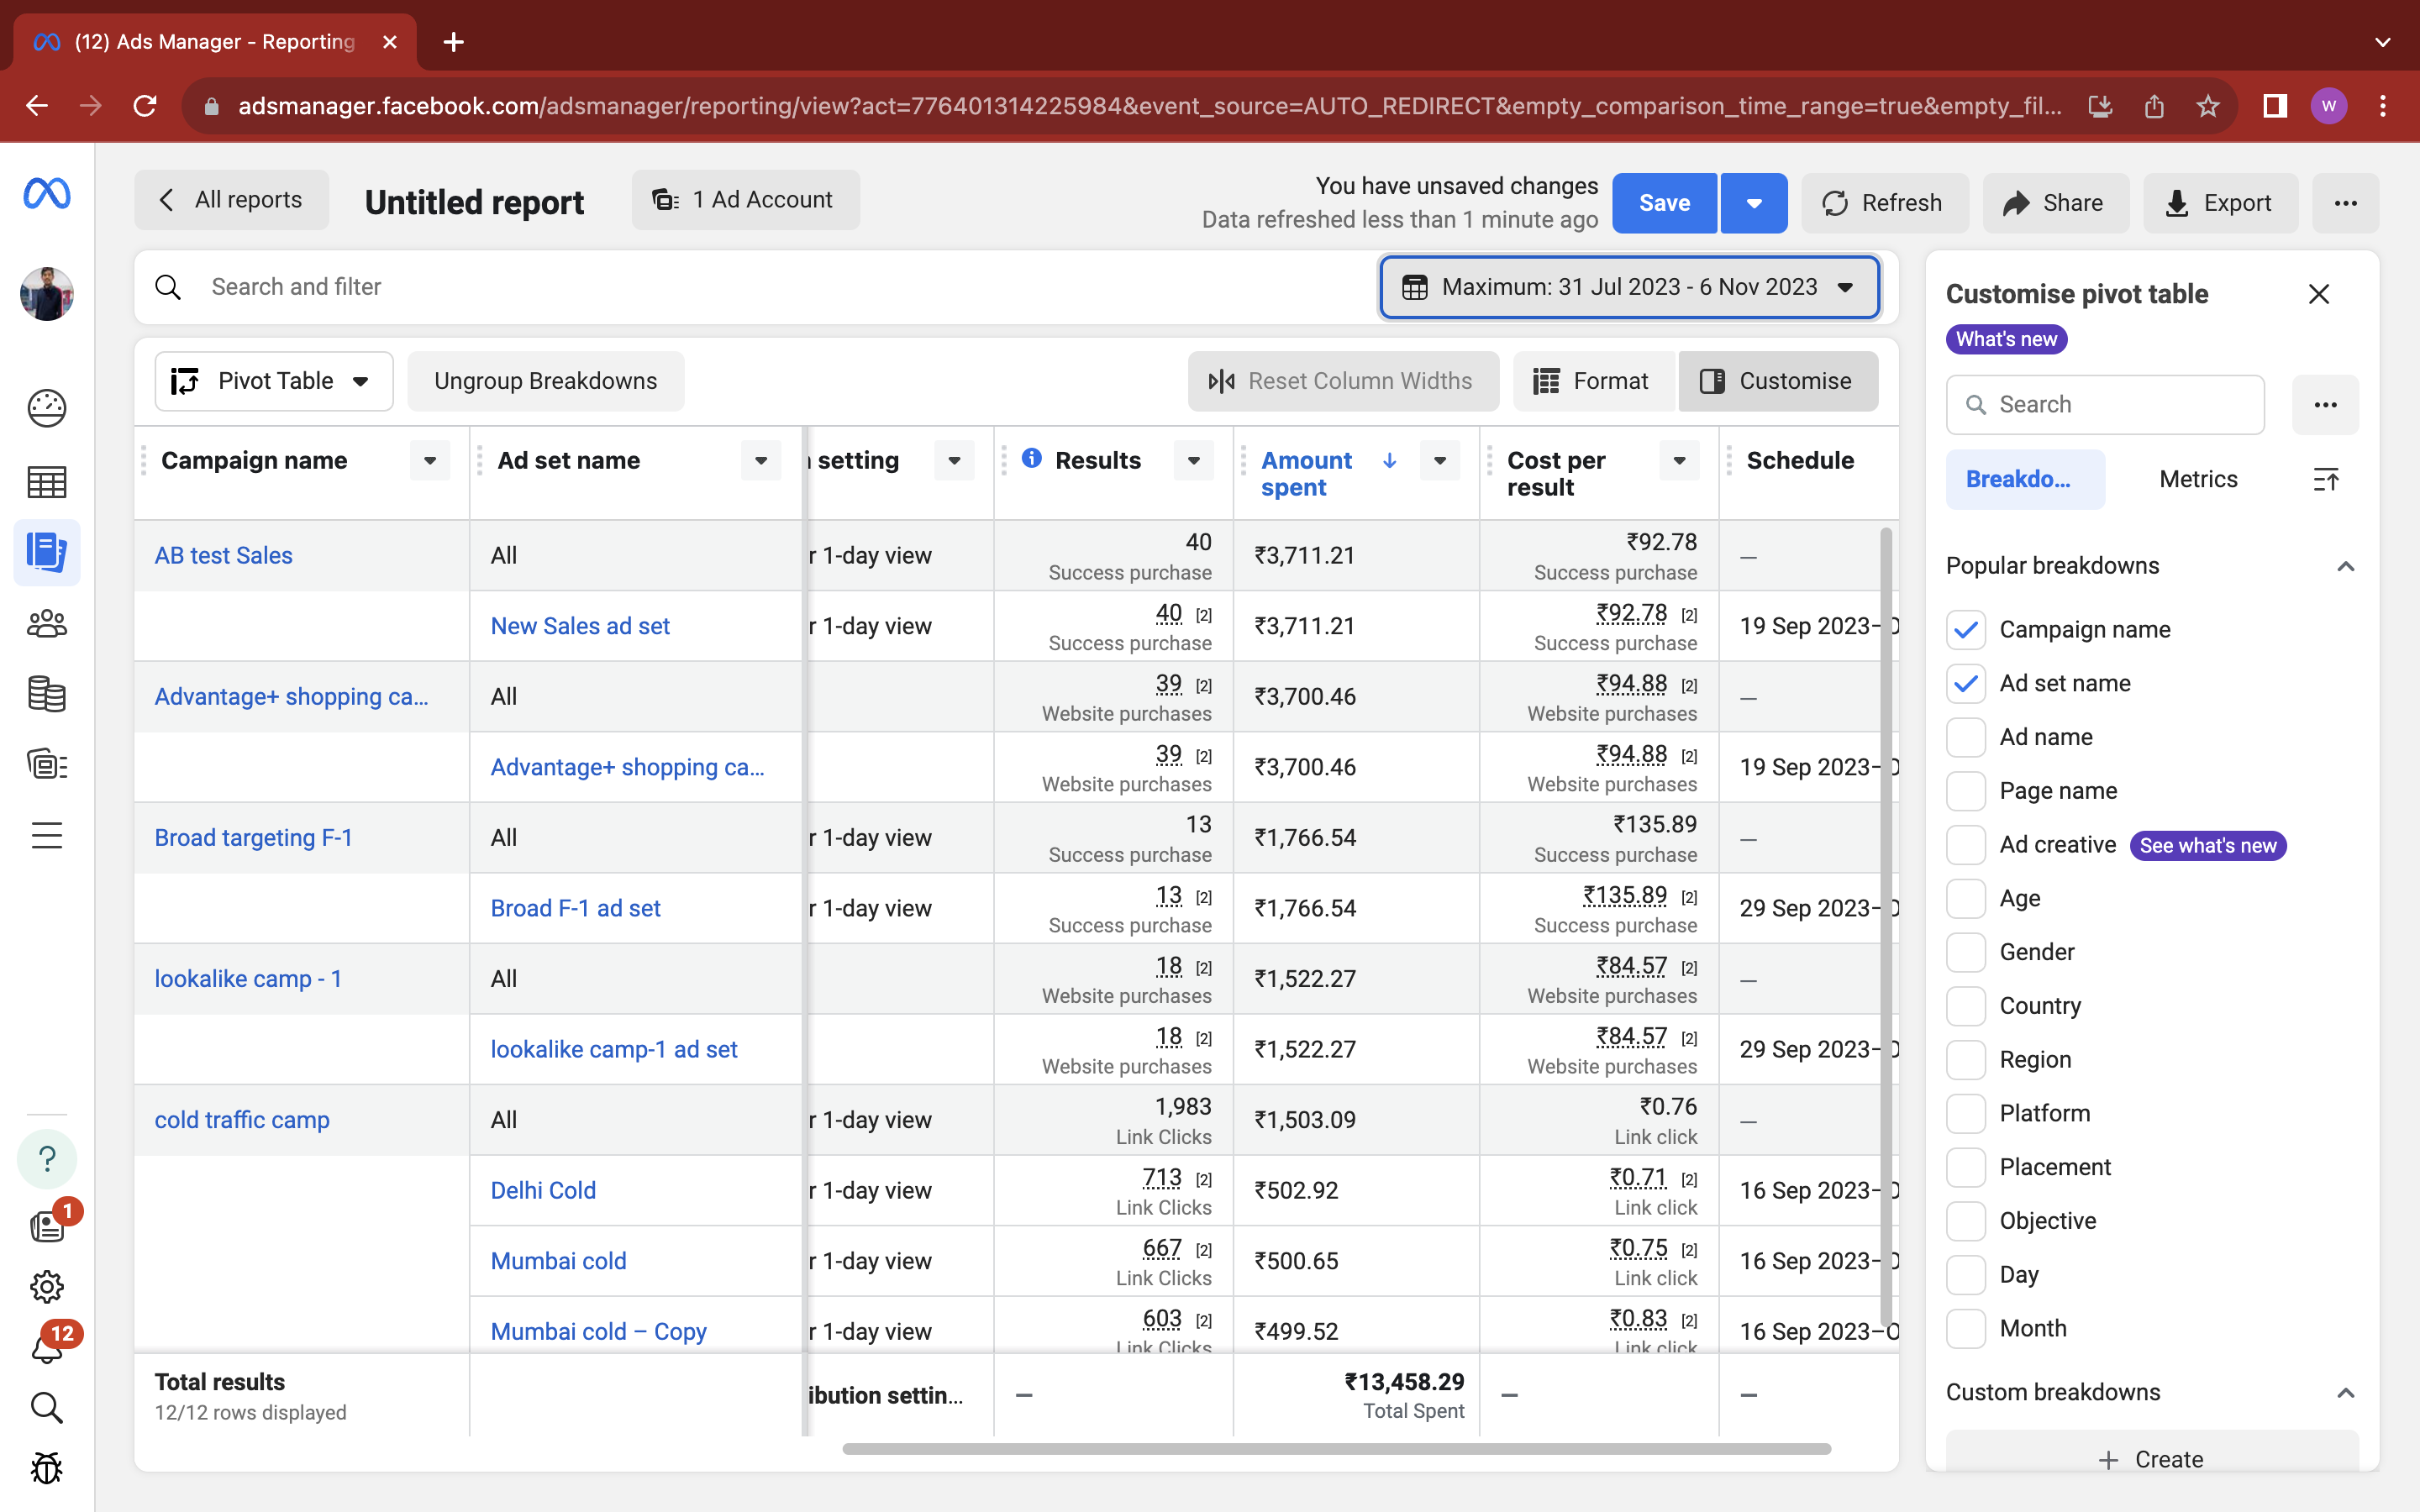 (12) Ads Manager - Reporting
adsmanager.facebook.com/adsmanager/reporting/view?act=776401314225984&event_source=AUTO_REDIRECT&empty_comparison_time_range=true&empty_fil...
W
All reports
Untitled report
1 Ad Account
You have unsaved changes
Data refreshed less than 1 minute ago
Save
Refresh
Share
Export
Search and filter
Maximum: 31 Jul 2023 - 6 Nov 2023
Pivot Table
Ungroup Breakdowns
Reset Column Widths
Format
Customise
Campaign name
Ad set name
setting
Results
Amount spent
Cost per result
Schedule
AB test Sales
All
r 1-day view
40
Success purchase
₹3,711.21
₹92.78
Success purchase
—
New Sales ad set
r 1-day view
40 [2]
Success purchase
₹3,711.21
₹92.78 [2]
Success purchase
19 Sep 2023–O
Advantage+ shopping ca...
All
39 [2]
Website purchases
₹3,700.46
₹94.88 [2]
Website purchases
—
Advantage+ shopping ca...
39 [2]
Website purchases
₹3,700.46
₹94.88 [2]
Website purchases
19 Sep 2023–O
Broad targeting F-1
All
r 1-day view
13
Success purchase
₹1,766.54
₹135.89
Success purchase
—
Broad F-1 ad set
r 1-day view
13 [2]
Success purchase
₹1,766.54
₹135.89 [2]
Success purchase
29 Sep 2023–O
lookalike camp - 1
All
18 [2]
Website purchases
₹1,522.27
₹84.57 [2]
Website purchases
—
lookalike camp-1 ad set
18 [2]
Website purchases
₹1,522.27
₹84.57 [2]
Website purchases
29 Sep 2023–O
cold traffic camp
All
r 1-day view
1,983
Link Clicks
₹1,503.09
₹0.76
Link click
—
Delhi Cold
r 1-day view
713 [2]
Link Clicks
₹502.92
₹0.71 [2]
Link click
16 Sep 2023–O
Mumbai cold
r 1-day view
667 [2]
Link Clicks
₹500.65
₹0.75 [2]
Link click
16 Sep 2023–O
Mumbai cold – Copy
r 1-day view
603 [2]
Link Clicks
₹499.52
₹0.83 [2]
Link click
16 Sep 2023–O
Total results
12/12 rows displayed
ibution settin...
—
₹13,458.29
Total Spent
—
—
Customise pivot table
What's new
Search
Breakdo...
Metrics
Popular breakdowns
Campaign name
Ad set name
Ad name
Page name
Ad creative
See what's new
Age
Gender
Country
Region
Platform
Placement
Objective
Day
Month
Custom breakdowns
+ Create
?
1
12